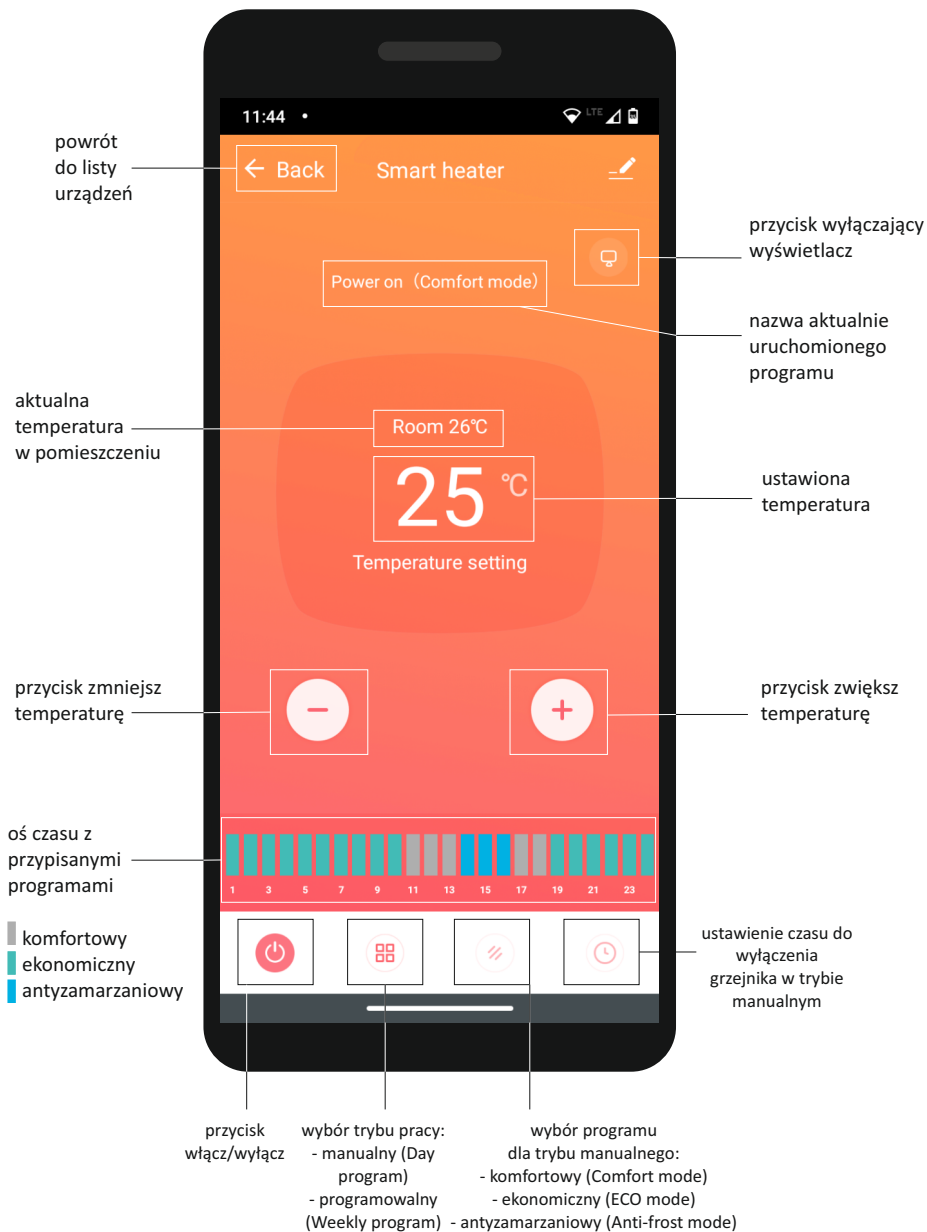 11:44
LTE
powrót
do listy
urządzeń
← Back
Smart heater
przycisk wyłączający
wyświetlacz
Power on（Comfort mode）
nazwa aktualnie
uruchomionego
programu
aktualna
temperatura
w pomieszczeniu
Room 26℃
25 ℃
ustawiona
temperatura
Temperature setting
przycisk zmniejsz
temperaturę
−
+
przycisk zwiększ
temperaturę
oś czasu z
przypisanymi
programami
1 3 5 7 9 11 13 15 17 19 21 23
komfortowy
ekonomiczny
antyzamarzaniowy
ustawienie czasu do
wyłączenia
grzejnika w trybie
manualnym
przycisk
włącz/wyłącz
wybór trybu pracy:
- manualny (Day
program)
- programowalny
(Weekly program)
wybór programu
dla trybu manualnego:
- komfortowy (Comfort mode)
- ekonomiczny (ECO mode)
- antyzamarzaniowy (Anti-frost mode)